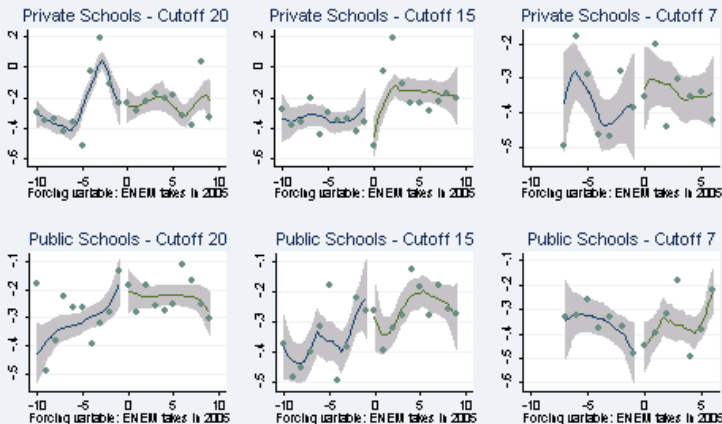 Private Schools - Cutoff 20
Private Schools - Cutoff 15
Private Schools - Cutoff 7
.2
0
-.2
-.4
-.6
-10 -5 0 5 10
Forcing variable: ENEM takes in 2005
.2
0
-.2
-.4
-.6
-10 -5 0 5 10
Forcing variable: ENEM takes in 2005
-.2
-.3
-.4
-.5
-.6
-10 -5 0 5
Forcing variable: ENEM takes in 2005
Public Schools - Cutoff 20
Public Schools - Cutoff 15
Public Schools - Cutoff 7
-.1
-.2
-.3
-.4
-.5
-10 -5 0 5 10
Forcing variable: ENEM takes in 2005
-.1
-.2
-.3
-.4
-.5
-10 -5 0 5 10
Forcing variable: ENEM takes in 2005
-.1
-.2
-.3
-.4
-.5
-.6
-10 -5 0 5
Forcing variable: ENEM takes in 2005